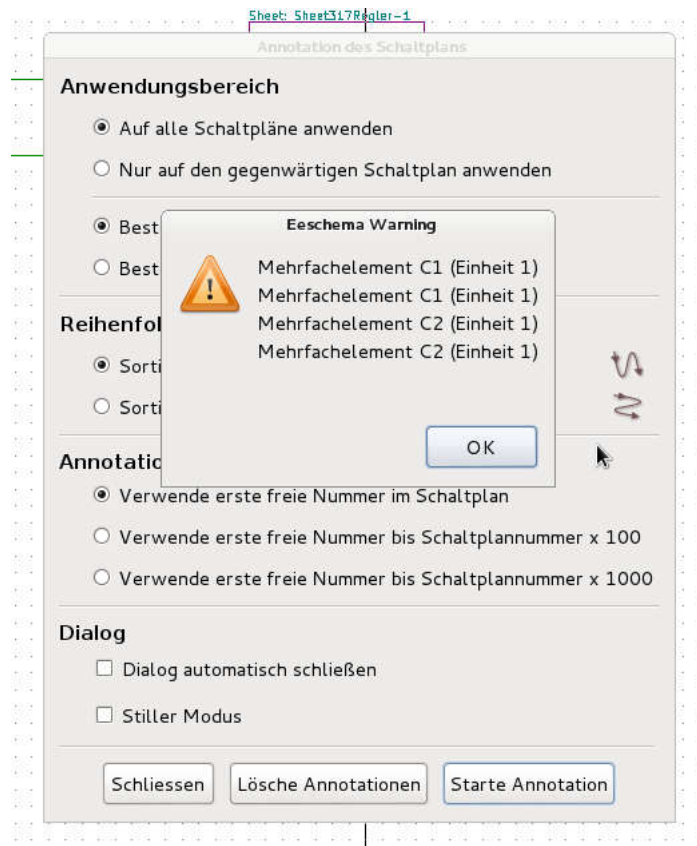 Sheet: Sheet317Regler-1
Annotation des Schaltplans
Anwendungsbereich
Auf alle Schaltpläne anwenden
Nur auf den gegenwärtigen Schaltplan anwenden
Best
Best
Eeschema Warning
Mehrfachelement C1 (Einheit 1)
Mehrfachelement C1 (Einheit 1)
Mehrfachelement C2 (Einheit 1)
Mehrfachelement C2 (Einheit 1)
OK
Reihenfol
Sorti
Sorti
Annotatio
Verwende erste freie Nummer im Schaltplan
Verwende erste freie Nummer bis Schaltplannummer x 100
Verwende erste freie Nummer bis Schaltplannummer x 1000
Dialog
Dialog automatisch schließen
Stiller Modus
Schliessen
Lösche Annotationen
Starte Annotation